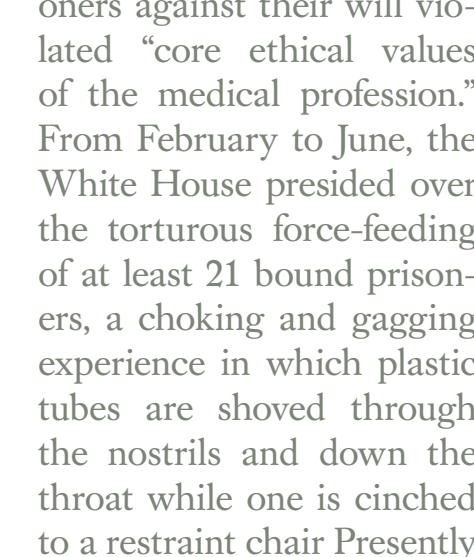 oners against their will vio-
lated “core ethical values
of the medical profession.”
From February to June, the
White House presided over
the torturous force-feeding
of at least 21 bound prison-
ers, a choking and gagging
experience in which plastic
tubes are shoved through
the nostrils and down the
throat while one is cinched
to a restraint chair Presently